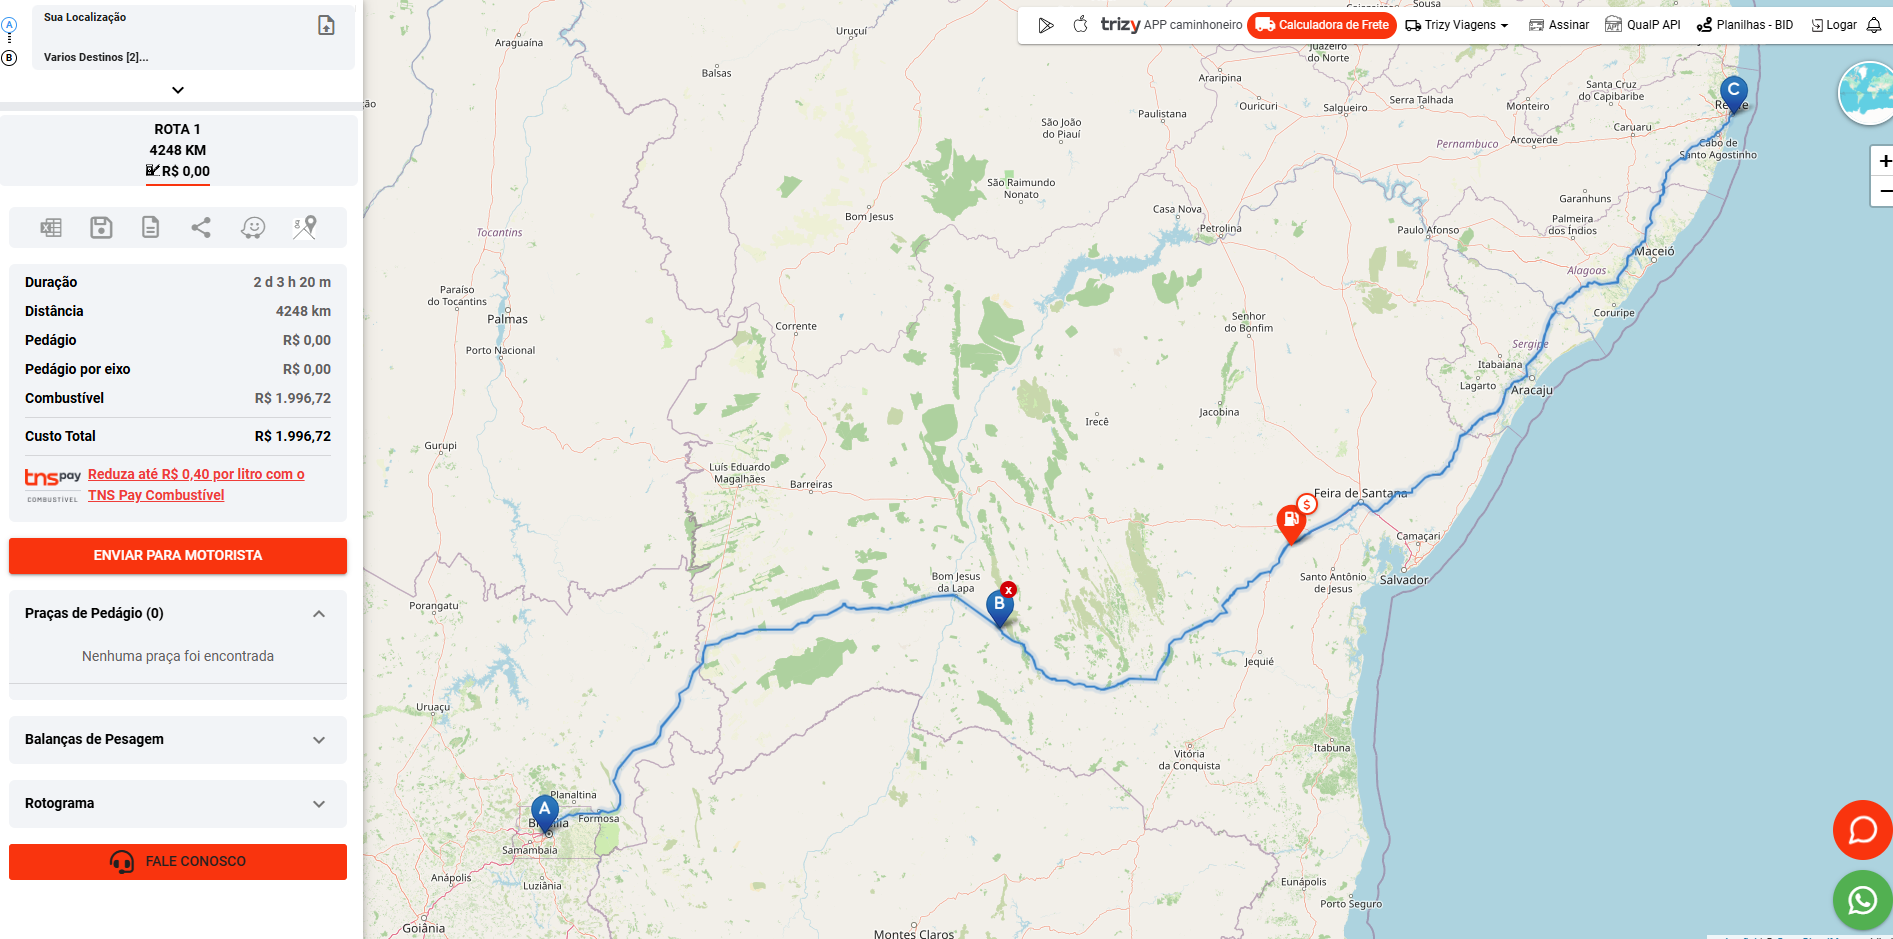 A
Sua Localização
B
Varios Destinos [2]...
ROTA 1
4248 KM
R$ 0,00
Duração 2 d 3 h 20 m
Distância 4248 km
Pedágio R$ 0,00
Pedágio por eixo R$ 0,00
Combustível R$ 1.996,72
Custo Total R$ 1.996,72
tnspay
COMBUSTÍVEL
Reduza até R$ 0,40 por litro com o
TNS Pay Combustível
ENVIAR PARA MOTORISTA
Praças de Pedágio (0)
Nenhuma praça foi encontrada
Balanças de Pesagem
Rotograma
FALE CONOSCO
trizy APP caminhoneiro
Calculadora de Frete
Trizy Viagens
Assinar
API
QualP API
Planilhas - BID
Logar
+
−
Sousa
Araguaína
Uruçuí
Juazeiro
do Norte
Balsas
Araripina
Ouricuri
Salgueiro
Serra Talhada
Monteiro
Santa Cruz
do Capibaribe
C
Paulistana
São João
do Piauí
Pernambuco
Arcoverde
Caruaru
Cabo de
Santo Agostinho
São Raimundo
Nonato
Garanhuns
Bom Jesus
Casa Nova
Petrolina
Paulo Afonso
Palmeira
dos Índios
Tocantins
Maceió
Alagoas
Paraíso
do Tocantins
Palmas
Corrente
Senhor
do Bonfim
Coruripe
Porto Nacional
Sergipe
Itabaiana
Lagarto
Aracaju
Jacobina
Irecê
Gurupi
Luís Eduardo
Magalhães
Barreiras
Feira de Santana
$
Camaçari
Salvador
Santo Antônio
de Jesus
Bom Jesus
da Lapa
x
B
Porangatu
Jequié
Uruaçu
Itabuna
Vitória
da Conquista
Planaltina
A
Formosa
Samambaia
Anápolis
Luziânia
Eunápolis
Porto Seguro
Goiânia
Montes Claros